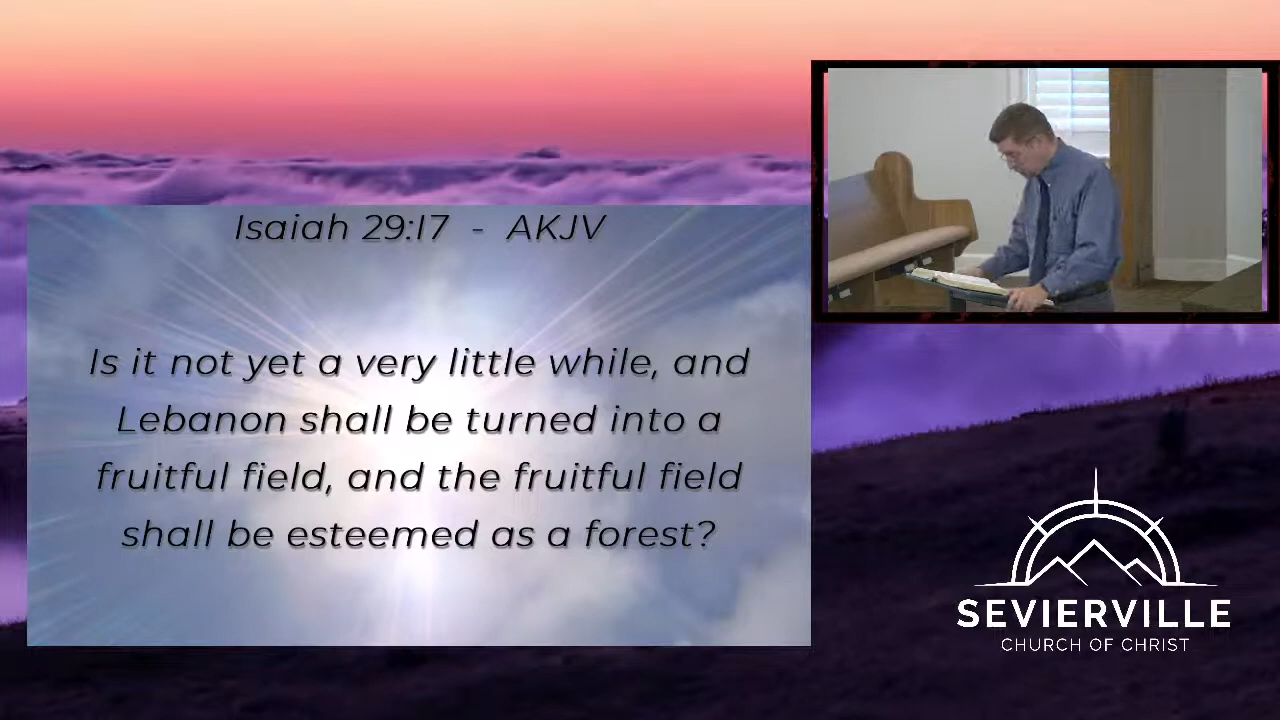 Isaiah 29:17 - AKJV
Is it not yet a very little while, and
Lebanon shall be turned into a
fruitful field, and the fruitful field
shall be esteemed as a forest?
SEVIERVILLE
CHURCH OF CHRIST